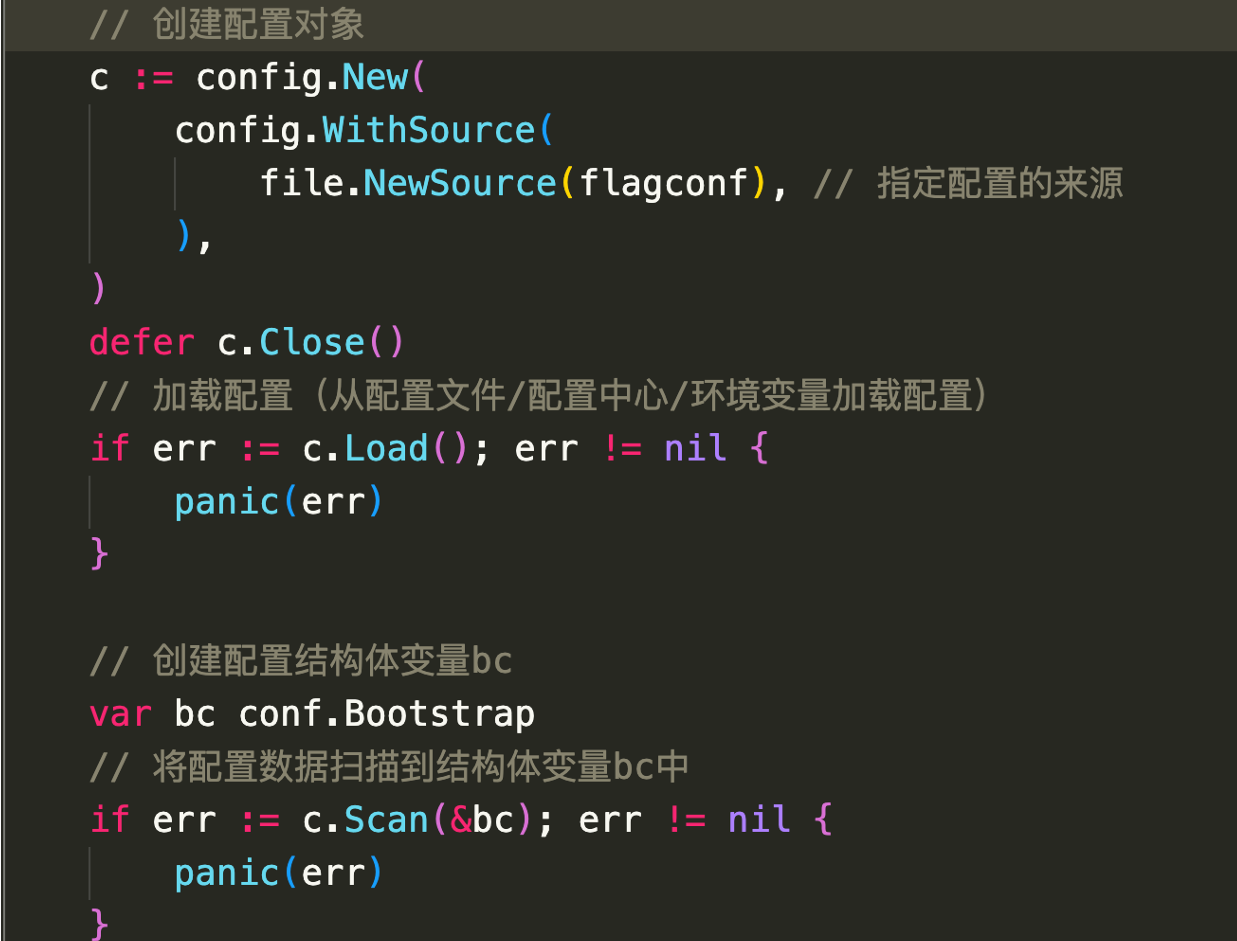 // 创建配置对象
c := config.New(
    config.WithSource(
        file.NewSource(flagconf), // 指定配置的来源
    ),
)
defer c.Close()
// 加载配置（从配置文件/配置中心/环境变量加载配置）
if err := c.Load(); err != nil {
    panic(err)
}
// 创建配置结构体变量bc
var bc conf.Bootstrap
// 将配置数据扫描到结构体变量bc中
if err := c.Scan(&bc); err != nil {
    panic(err)
}